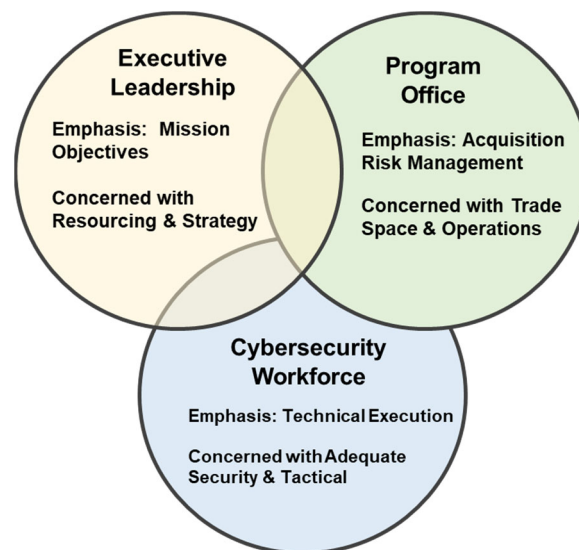 Executive
Leadership
Emphasis: Mission
Objectives
Concerned with
Resourcing & Strategy
Program
Office
Emphasis: Acquisition
Risk Management
Concerned with Trade
Space & Operations
Cybersecurity
Workforce
Emphasis: Technical Execution
Concerned with Adequate
Security & Tactical